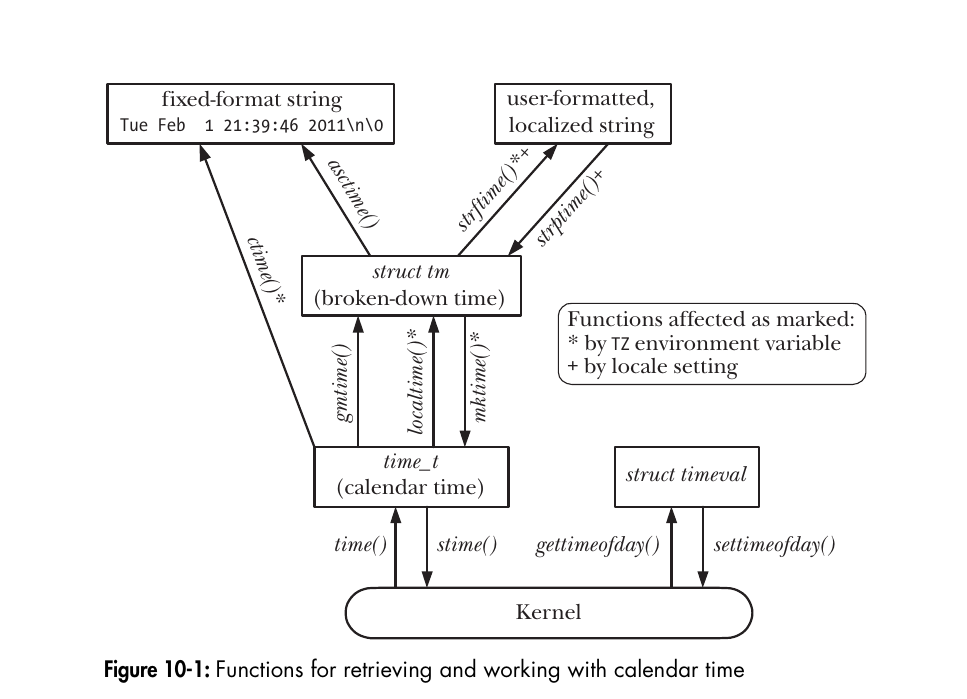 fixed-format string
Tue Feb  1 21:39:46 2011\n\0
user-formatted,
localized string
asctime()
strftime()*+
strptime()+
ctime()*
struct tm
(broken-down time)
Functions affected as marked:
* by TZ environment variable
+ by locale setting
gmtime()
localtime()*
mktime()*
time_t
(calendar time)
struct timeval
time()
stime()
gettimeofday()
settimeofday()
Kernel
Figure 10-1: Functions for retrieving and working with calendar time